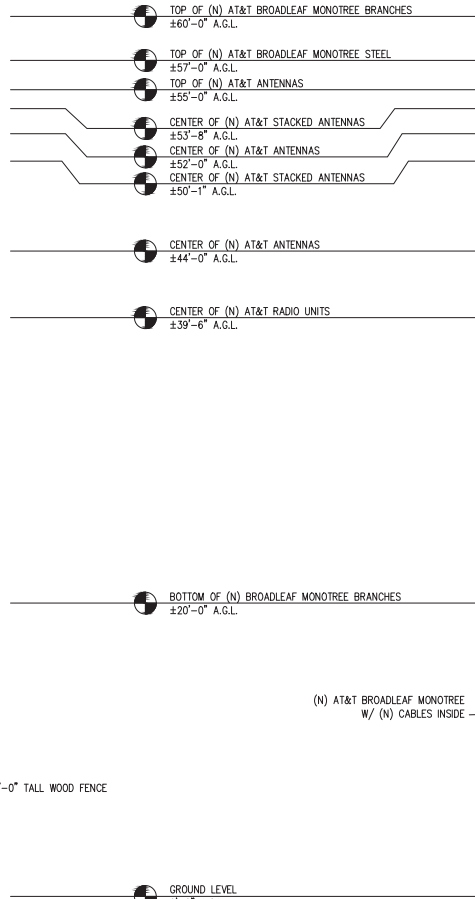 TOP OF (N) AT&T BROADLEAF MONOTREE BRANCHES
±60'-0" A.G.L.
TOP OF (N) AT&T BROADLEAF MONOTREE STEEL
±57'-0" A.G.L.
TOP OF (N) AT&T ANTENNAS
±55'-0" A.G.L.
CENTER OF (N) AT&T STACKED ANTENNAS
±53'-8" A.G.L.
CENTER OF (N) AT&T ANTENNAS
±52'-0" A.G.L.
CENTER OF (N) AT&T STACKED ANTENNAS
±50'-1" A.G.L.
CENTER OF (N) AT&T ANTENNAS
±44'-0" A.G.L.
CENTER OF (N) AT&T RADIO UNITS
±39'-6" A.G.L.
BOTTOM OF (N) BROADLEAF MONOTREE BRANCHES
±20'-0" A.G.L.
(N) AT&T BROADLEAF MONOTREE
W/ (N) CABLES INSIDE
'-0" TALL WOOD FENCE
GROUND LEVEL